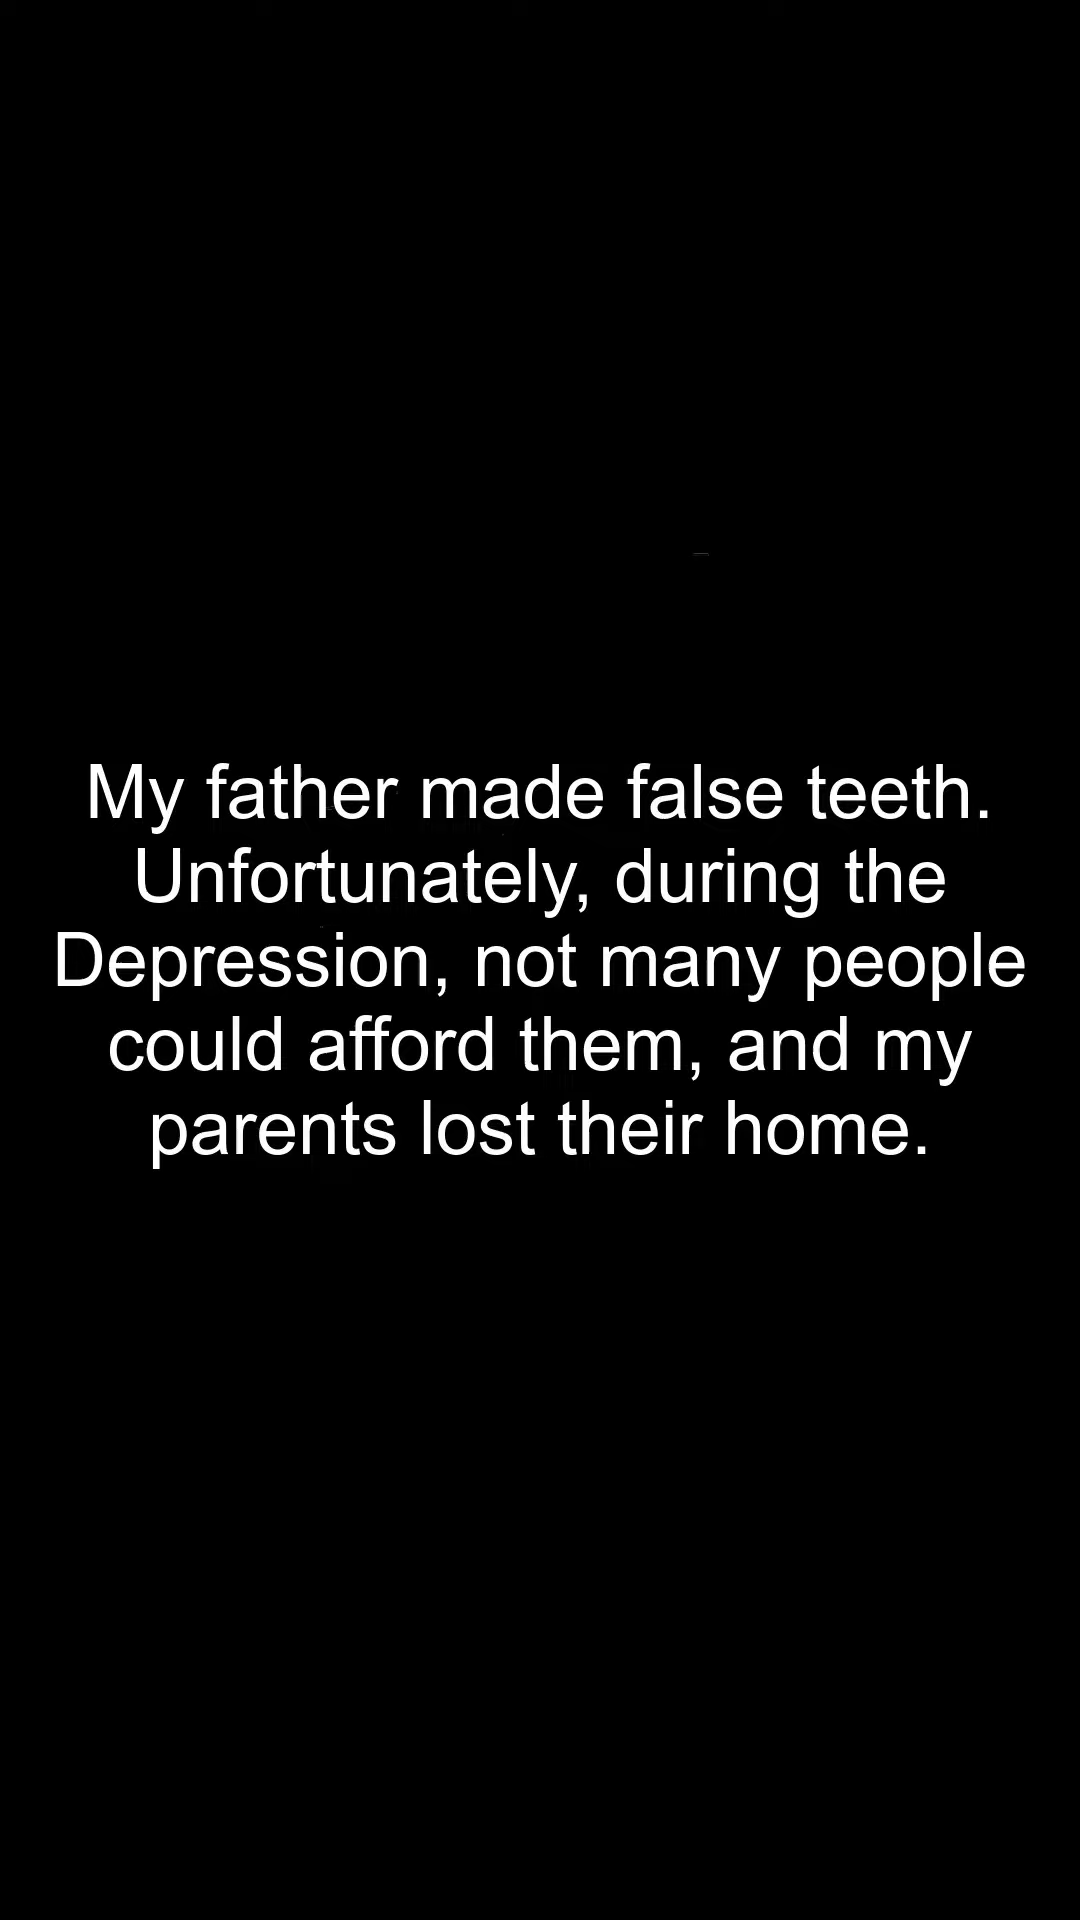 My father made false teeth.
Unfortunately, during the
Depression, not many people
could afford them, and my
parents lost their home.